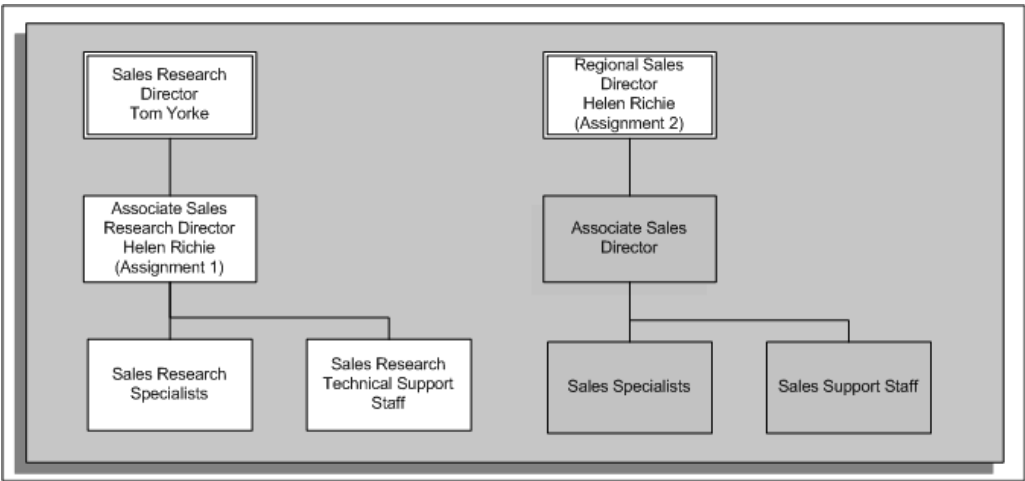 Sales Research
Director
Tom Yorke
Regional Sales
Director
Helen Richie
(Assignment 2)
Associate Sales
Research Director
Helen Richie
(Assignment 1)
Associate Sales
Director
Sales Research
Specialists
Sales Research
Technical Support
Staff
Sales Specialists
Sales Support Staff